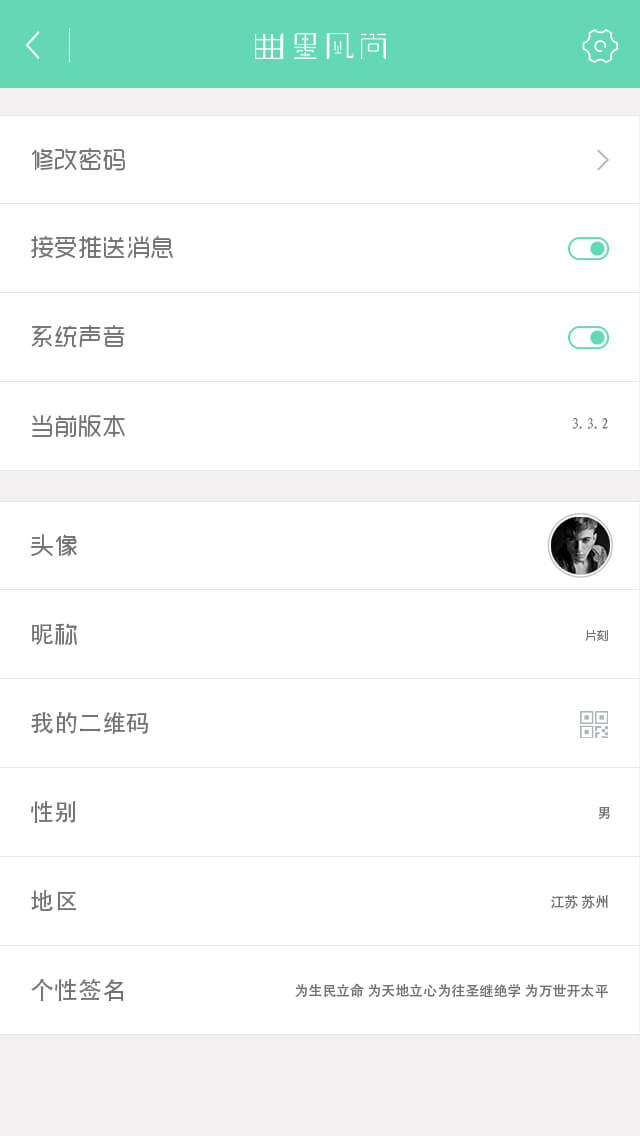 曲墨风尚
修改密码
接受推送消息
系统声音
当前版本 3.3.2
头像
昵称 片刻
我的二维码
性别 男
地区 江苏 苏州
个性签名 为生民立命 为天地立心为往圣继绝学 为万世开太平